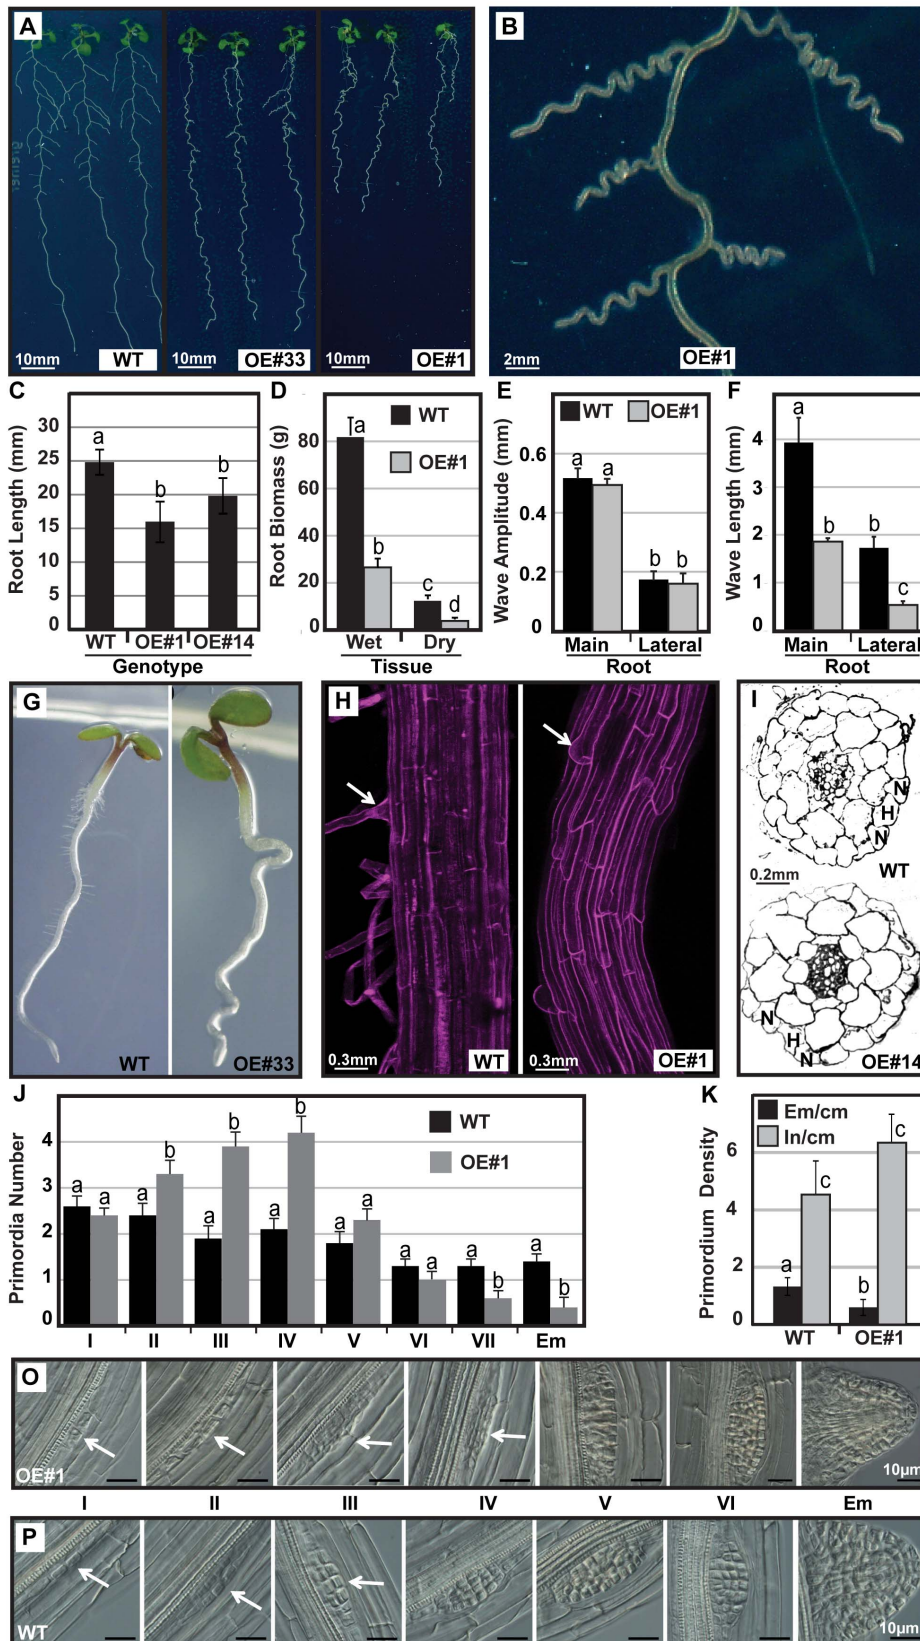 A
10mm
WT
10mm
OE#33
10mm
OE#1
B
2mm
OE#1
C
Root Length (mm)
30
25
20
15
10
5
0
a
b
b
WT OE#1 OE#14
Genotype
D
Root Biomass (g)
80
60
40
20
0
WT
OE#1
a
b
c
d
Wet Dry
Tissue
E
Wave Amplitude (mm)
0.6
0.4
0.2
0
WT OE#1
a a
b b
Main Lateral
Root
F
Wave Length (mm)
4
3
2
1
0
a
b
b
c
Main Lateral
Root
G
WT
OE#33
H
0.3mm
WT
0.3mm
OE#1
I
N
H
N
WT
0.2mm
N
H
N
OE#14
J
Primordia Number
4
3
2
1
0
WT
OE#1
a a
a b
a b
a b
a a
a a
a b
a b
I II III IV V VI VII Em
K
Primordium Density
6
4
2
0
Em/cm
In/cm
a
c
b
c
WT OE#1
O
OE#1
10µm
I II III IV V VI Em
P
WT
10µm